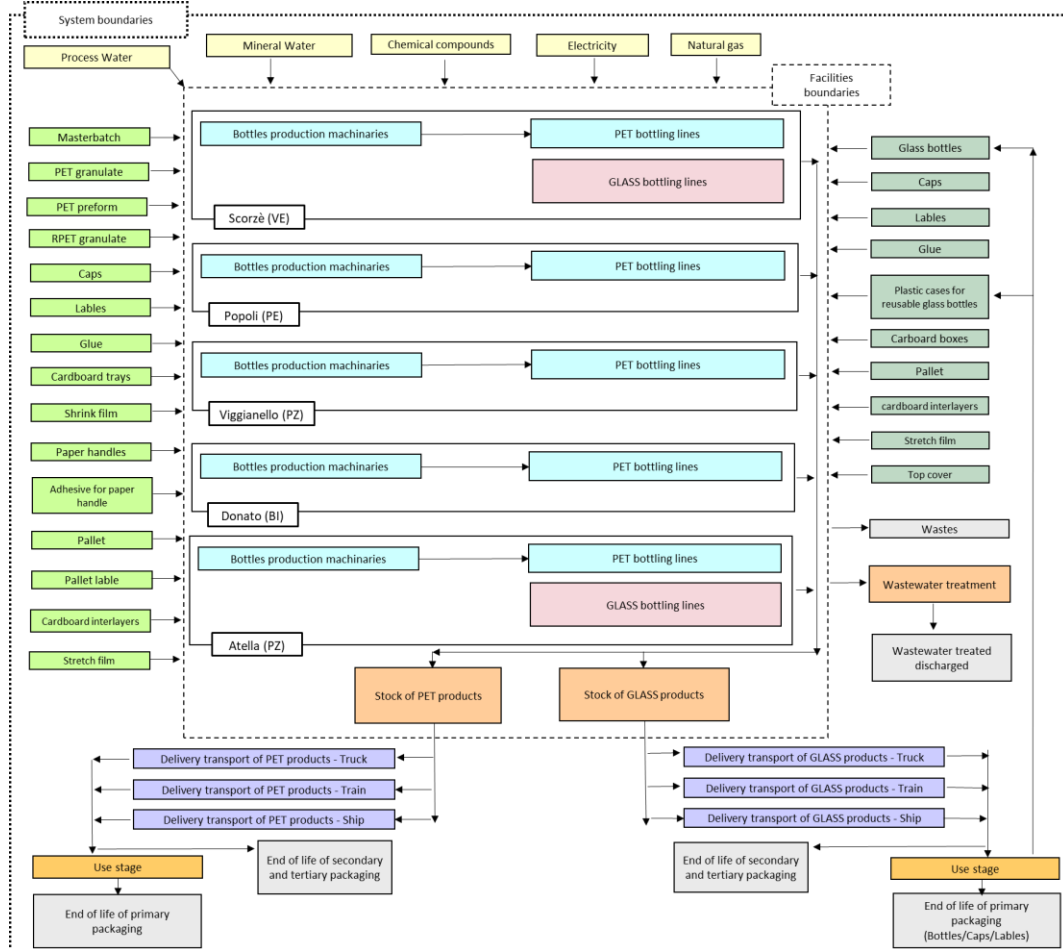 System boundaries
Process Water
Mineral Water
Chemical compounds
Electricity
Natural gas
Facilities
boundaries
Masterbatch
PET granulate
PET preform
RPET granulate
Caps
Lables
Glue
Cardboard trays
Shrink film
Paper handles
Adhesive for paper
handle
Pallet
Pallet lable
Cardboard interlayers
Stretch film
Bottles production machinaries
PET bottling lines
GLASS bottling lines
Scorzè (VE)
Bottles production machinaries
PET bottling lines
Popoli (PE)
Bottles production machinaries
PET bottling lines
Viggianello (PZ)
Bottles production machinaries
PET bottling lines
Donato (BI)
Bottles production machinaries
PET bottling lines
GLASS bottling lines
Atella (PZ)
Glass bottles
Caps
Lables
Glue
Plastic cases for
reusable glass bottles
Carboard boxes
Pallet
cardboard interlayers
Stretch film
Top cover
Wastes
Wastewater treatment
Wastewater treated
discharged
Stock of PET products
Stock of GLASS products
Delivery transport of PET products - Truck
Delivery transport of PET products - Train
Delivery transport of PET products - Ship
Delivery transport of GLASS products - Truck
Delivery transport of GLASS products - Train
Delivery transport of GLASS products - Ship
Use stage
End of life of secondary
and tertiary packaging
End of life of primary
packaging
End of life of secondary
and tertiary packaging
Use stage
End of life of primary
packaging
(Bottles/Caps/Lables)